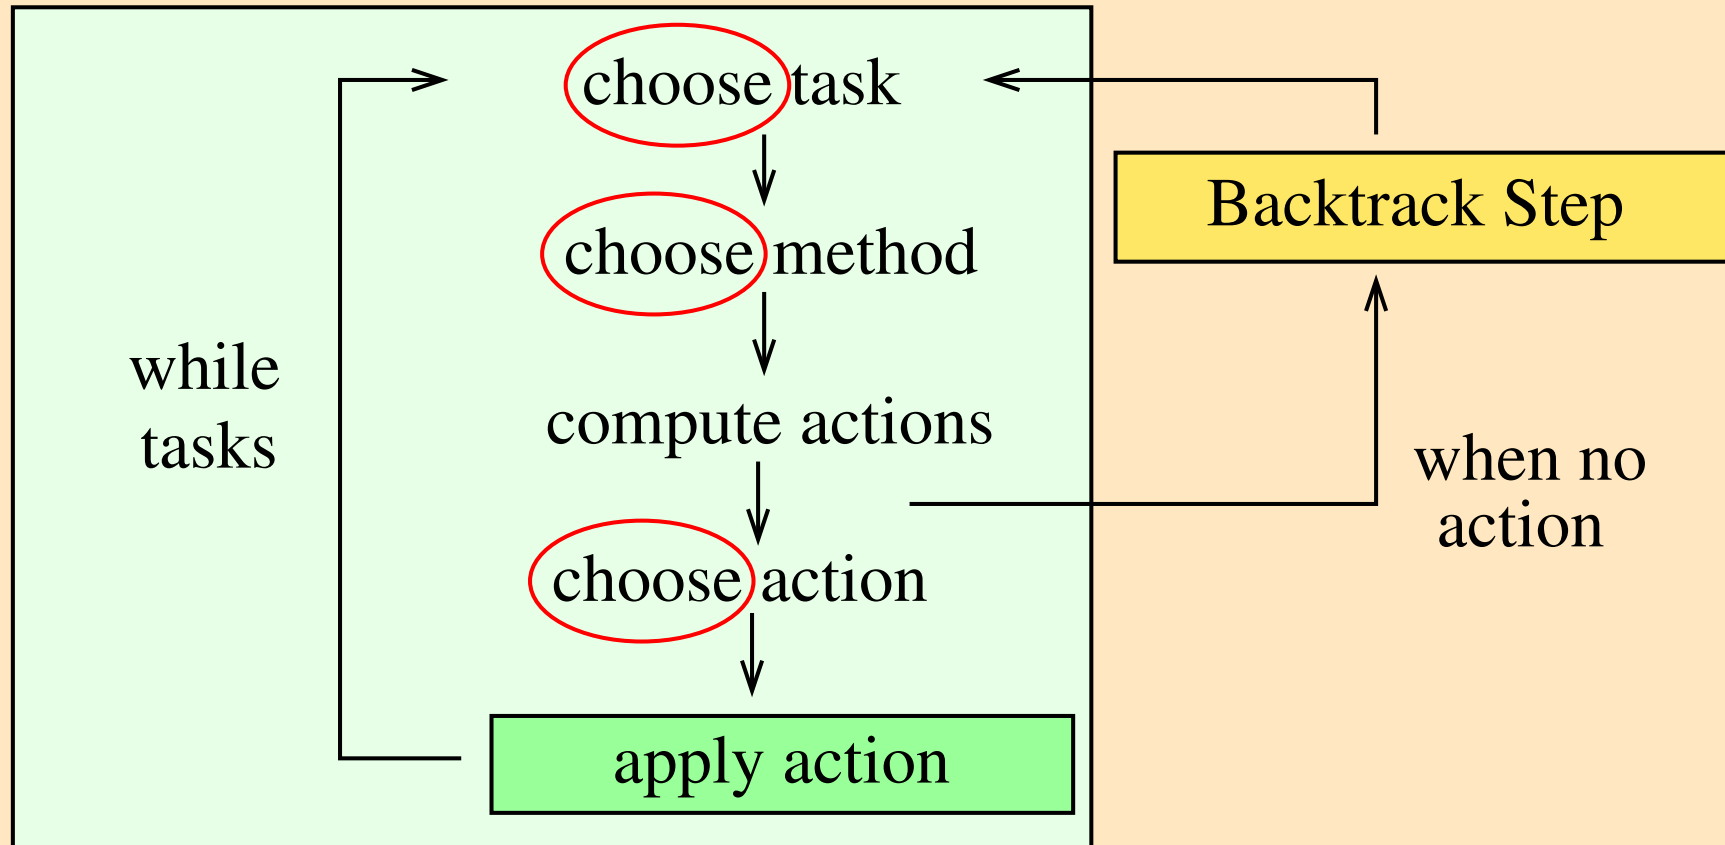 choose task
choose method
compute actions
choose action
apply action
while
tasks
Backtrack Step
when no
action